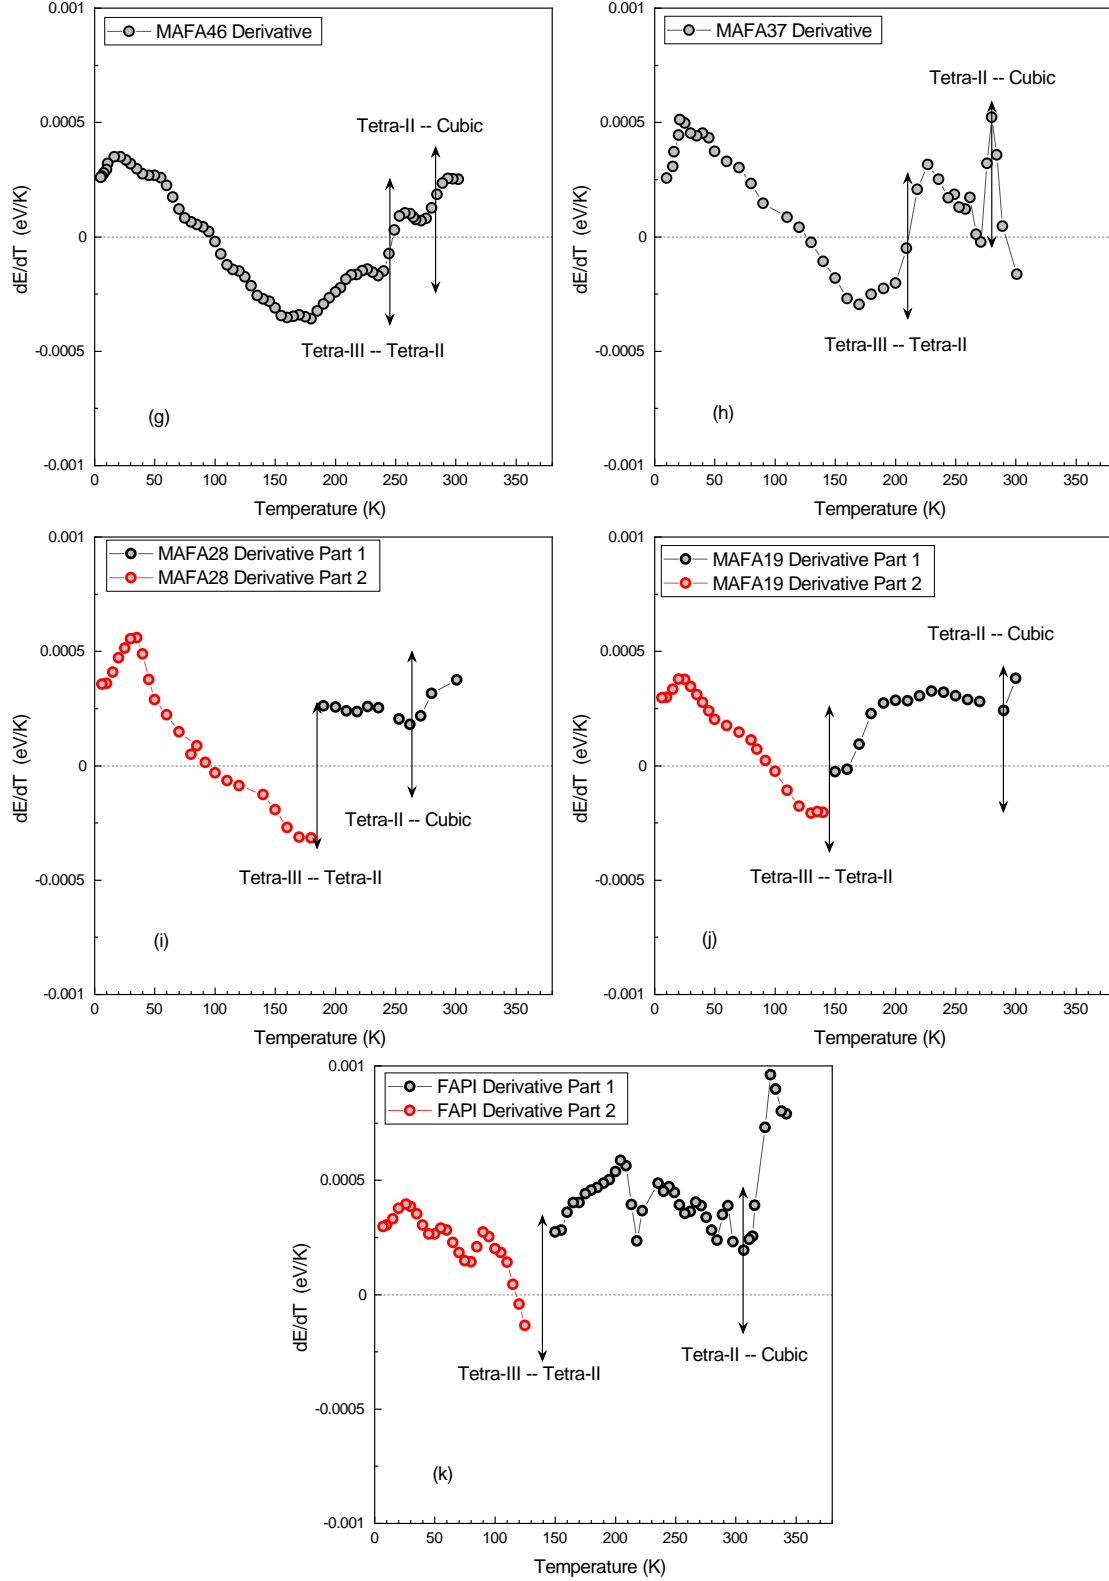 MAFA46 Derivative
0.001
0.0005
0
-0.0005
-0.001
dE/dT (eV/K)
Tetra-II -- Cubic
Tetra-III -- Tetra-II
(g)
0 50 100 150 200 250 300 350
Temperature (K)
MAFA37 Derivative
0.001
0.0005
0
-0.0005
-0.001
dE/dT (eV/K)
Tetra-II -- Cubic
Tetra-III -- Tetra-II
(h)
0 50 100 150 200 250 300 350
Temperature (K)
MAFA28 Derivative Part 1
MAFA28 Derivative Part 2
0.001
0.0005
0
-0.0005
-0.001
dE/dT (eV/K)
Tetra-II -- Cubic
Tetra-III -- Tetra-II
(i)
0 50 100 150 200 250 300 350
Temperature (K)
MAFA19 Derivative Part 1
MAFA19 Derivative Part 2
0.001
0.0005
0
-0.0005
-0.001
dE/dT (eV/K)
Tetra-II -- Cubic
Tetra-III -- Tetra-II
(j)
0 50 100 150 200 250 300 350
Temperature (K)
FAPI Derivative Part 1
FAPI Derivative Part 2
0.001
0.0005
0
-0.0005
-0.001
dE/dT (eV/K)
Tetra-II -- Cubic
Tetra-III -- Tetra-II
(k)
0 50 100 150 200 250 300 350
Temperature (K)